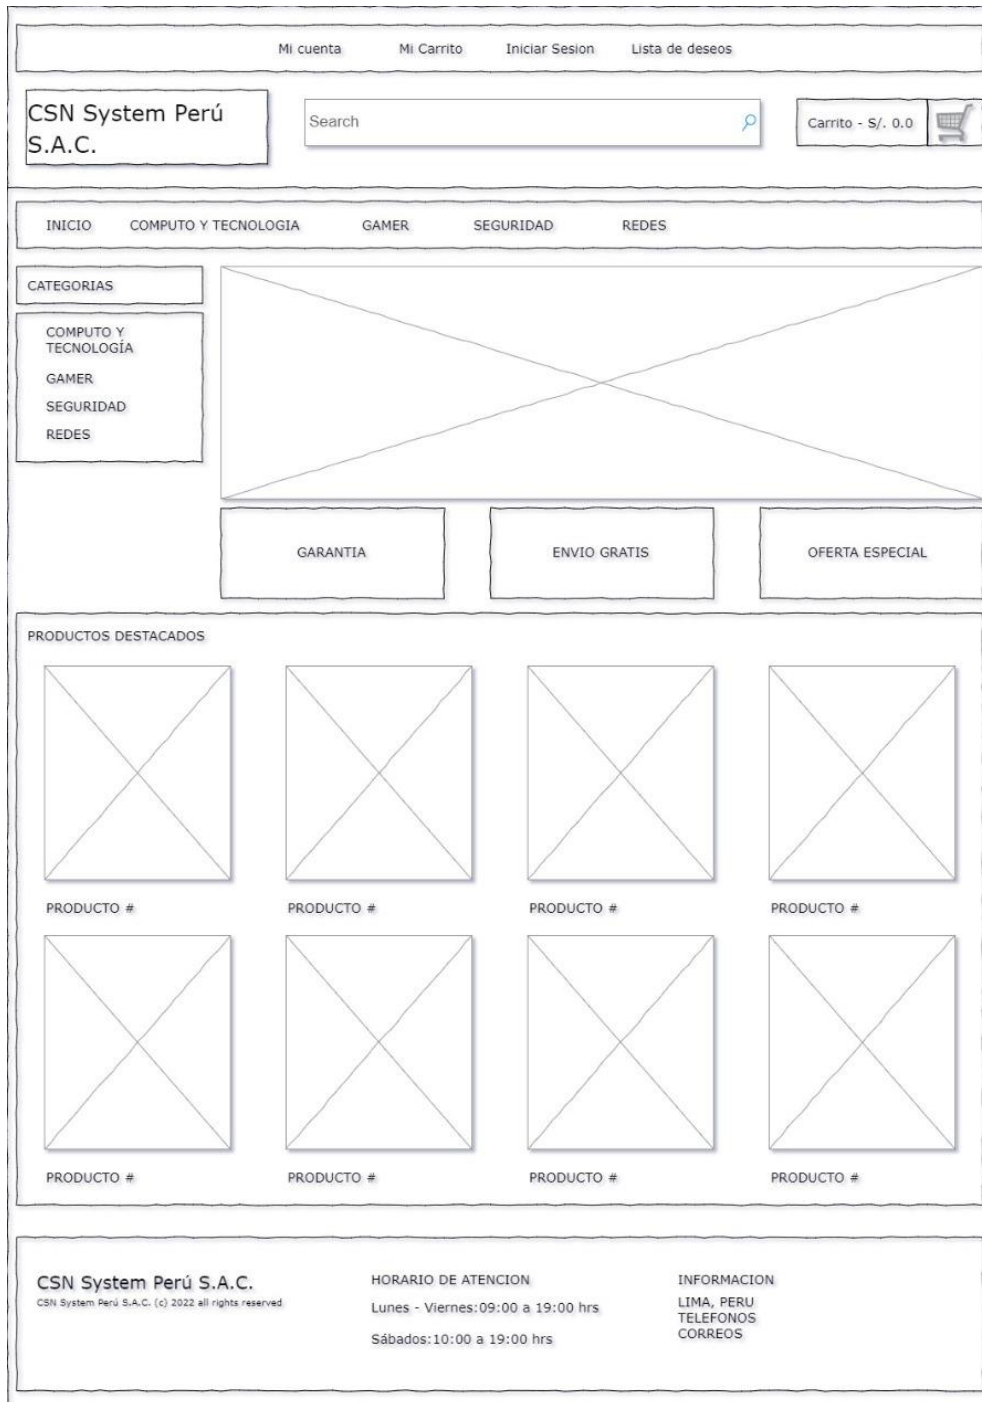 Mi cuenta Mi Carrito Iniciar Sesion Lista de deseos
CSN System Perú
S.A.C.
Search
Carrito - S/. 0.0
INICIO COMPUTO Y TECNOLOGIA GAMER SEGURIDAD REDES
CATEGORIAS
COMPUTO Y
TECNOLOGÍA
GAMER
SEGURIDAD
REDES
GARANTIA ENVIO GRATIS OFERTA ESPECIAL
PRODUCTOS DESTACADOS
PRODUCTO # PRODUCTO # PRODUCTO # PRODUCTO #
PRODUCTO # PRODUCTO # PRODUCTO # PRODUCTO #
CSN System Perú S.A.C.
CSN System Perú S.A.C. (c) 2022 all rights reserved
HORARIO DE ATENCION
Lunes - Viernes:09:00 a 19:00 hrs
Sábados:10:00 a 19:00 hrs
INFORMACION
LIMA, PERU
TELEFONOS
CORREOS